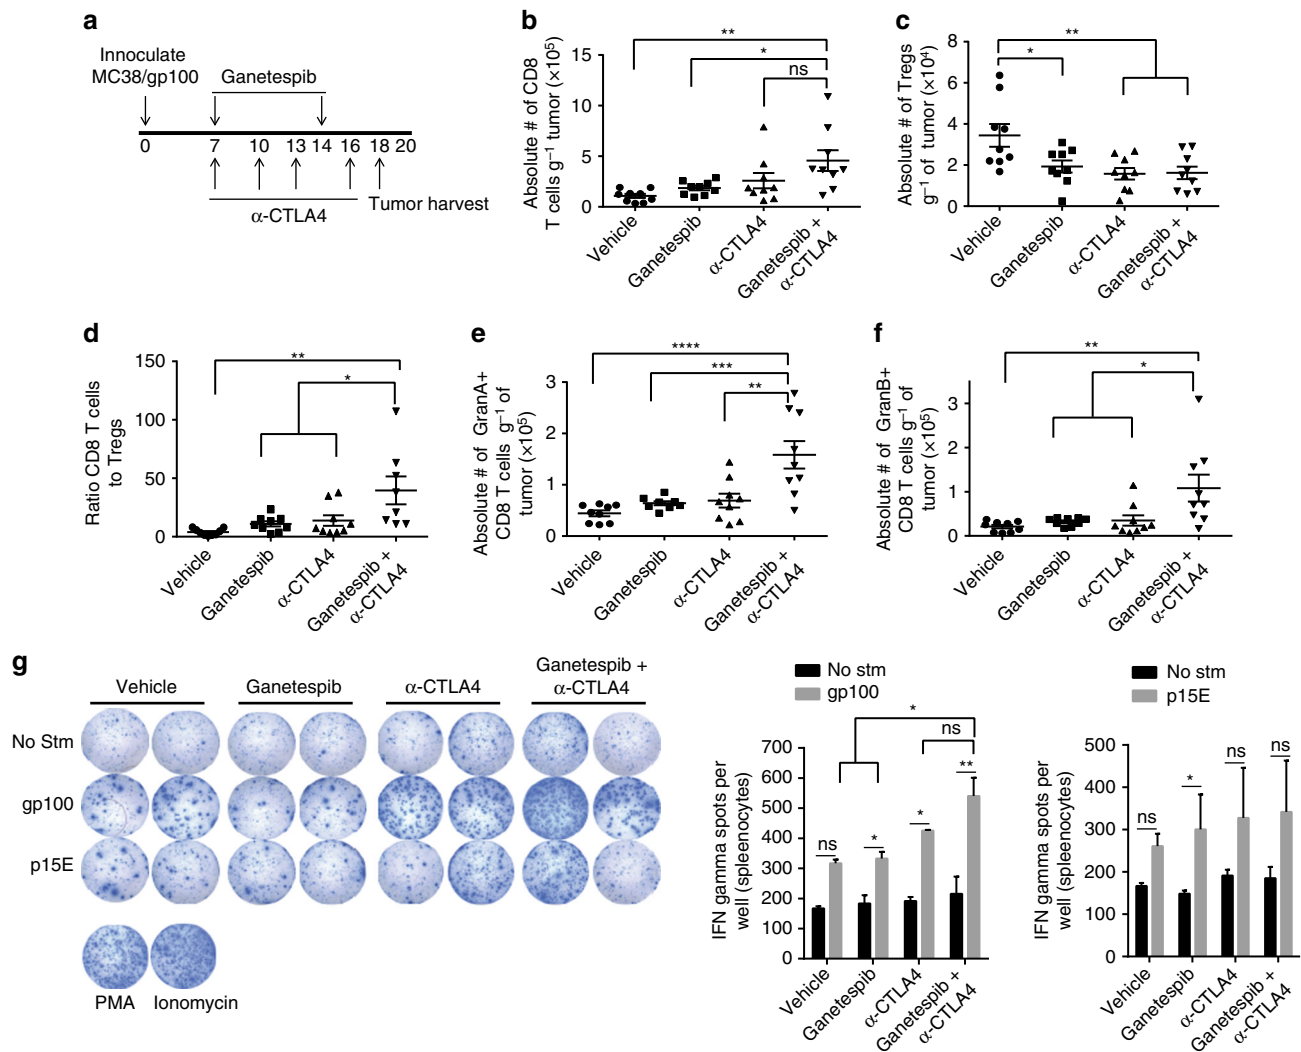 a
Innoculate
MC38/gp100
Ganetespib
0 7 10 13 14 16 18 20
α-CTLA4
Tumor harvest
b
Absolute # of CD8
T cells g⁻¹ tumor (×10⁵)
15
10
5
0
**
*
ns
Vehicle
Ganetespib
α-CTLA4
Ganetespib +
α-CTLA4
c
Absolute # of Tregs
g⁻¹ of tumor (×10⁴)
8
6
4
2
0
*
**
Vehicle
Ganetespib
α-CTLA4
Ganetespib +
α-CTLA4
d
Ratio CD8 T cells
to Tregs
150
100
50
0
**
*
Vehicle
Ganetespib
α-CTLA4
Ganetespib +
α-CTLA4
e
Absolute # of GranA+
CD8 T cells g⁻¹ of
tumor (×10⁵)
3
2
1
0
****
***
**
Vehicle
Ganetespib
α-CTLA4
Ganetespib +
α-CTLA4
f
Absolute # of GranB+
CD8 T cells g⁻¹ of
tumor (×10⁵)
3
2
1
0
**
*
Vehicle
Ganetespib
α-CTLA4
Ganetespib +
α-CTLA4
g
Vehicle
Ganetespib
α-CTLA4
Ganetespib +
α-CTLA4
No Stm
gp100
p15E
PMA
Ionomycin
No stm
gp100
IFN gamma spots per
well (spleenocytes)
700
600
500
400
300
200
100
0
*
ns
**
*
*
ns
Vehicle
Ganetespib
α-CTLA4
Ganetespib +
α-CTLA4
No stm
p15E
IFN gamma spots per
well (spleenocytes)
500
400
300
200
100
0
ns
*
ns
ns
Vehicle
Ganetespib
α-CTLA4
Ganetespib +
α-CTLA4